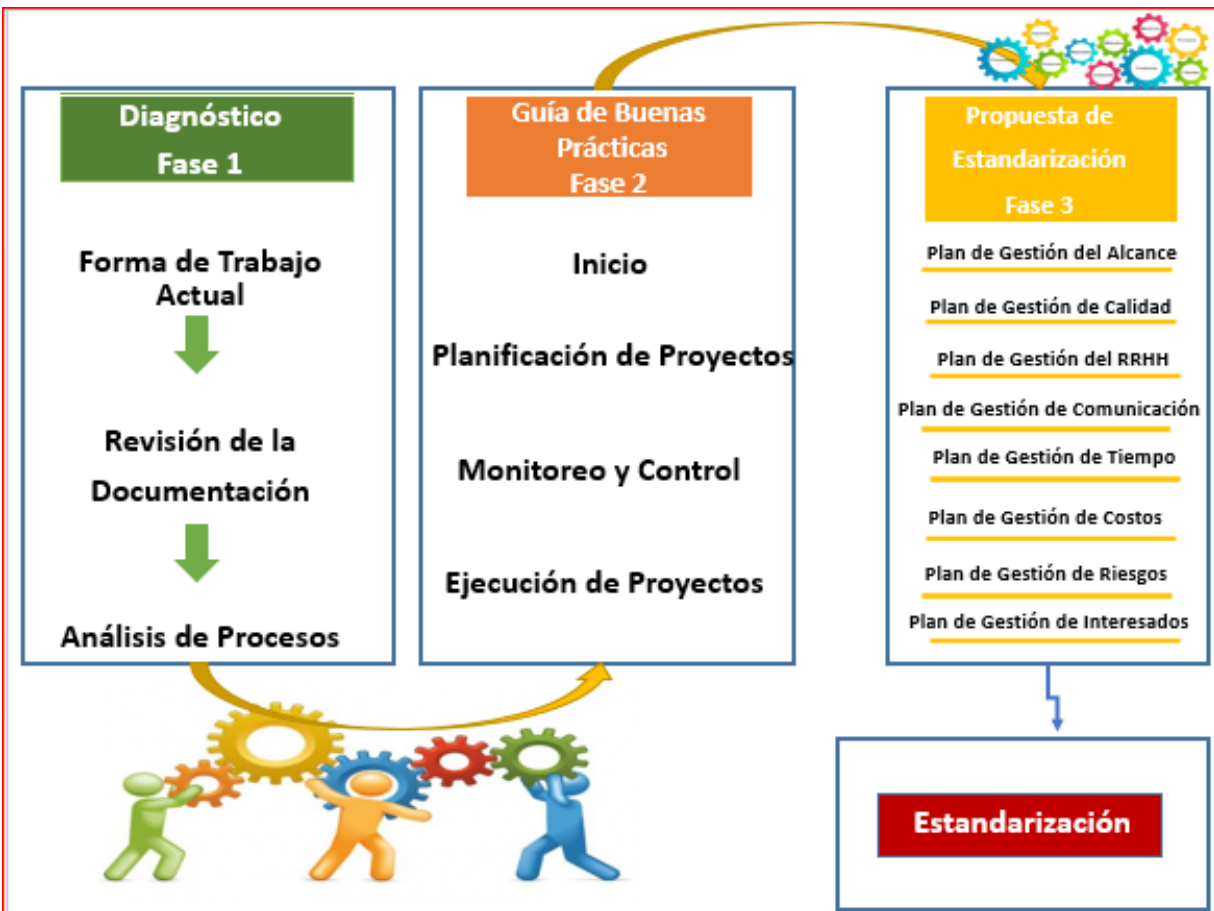 Diagnóstico
Fase 1
Forma de Trabajo
Actual
Revisión de la
Documentación
Análisis de Procesos
Guía de Buenas
Prácticas
Fase 2
Inicio
Planificación de Proyectos
Monitoreo y Control
Ejecución de Proyectos
Propuesta de
Estandarización
Fase 3
Plan de Gestión del Alcance
Plan de Gestión de Calidad
Plan de Gestión del RRHH
Plan de Gestión de Comunicación
Plan de Gestión de Tiempo
Plan de Gestión de Costos
Plan de Gestión de Riesgos
Plan de Gestión de Interesados
Estandarización